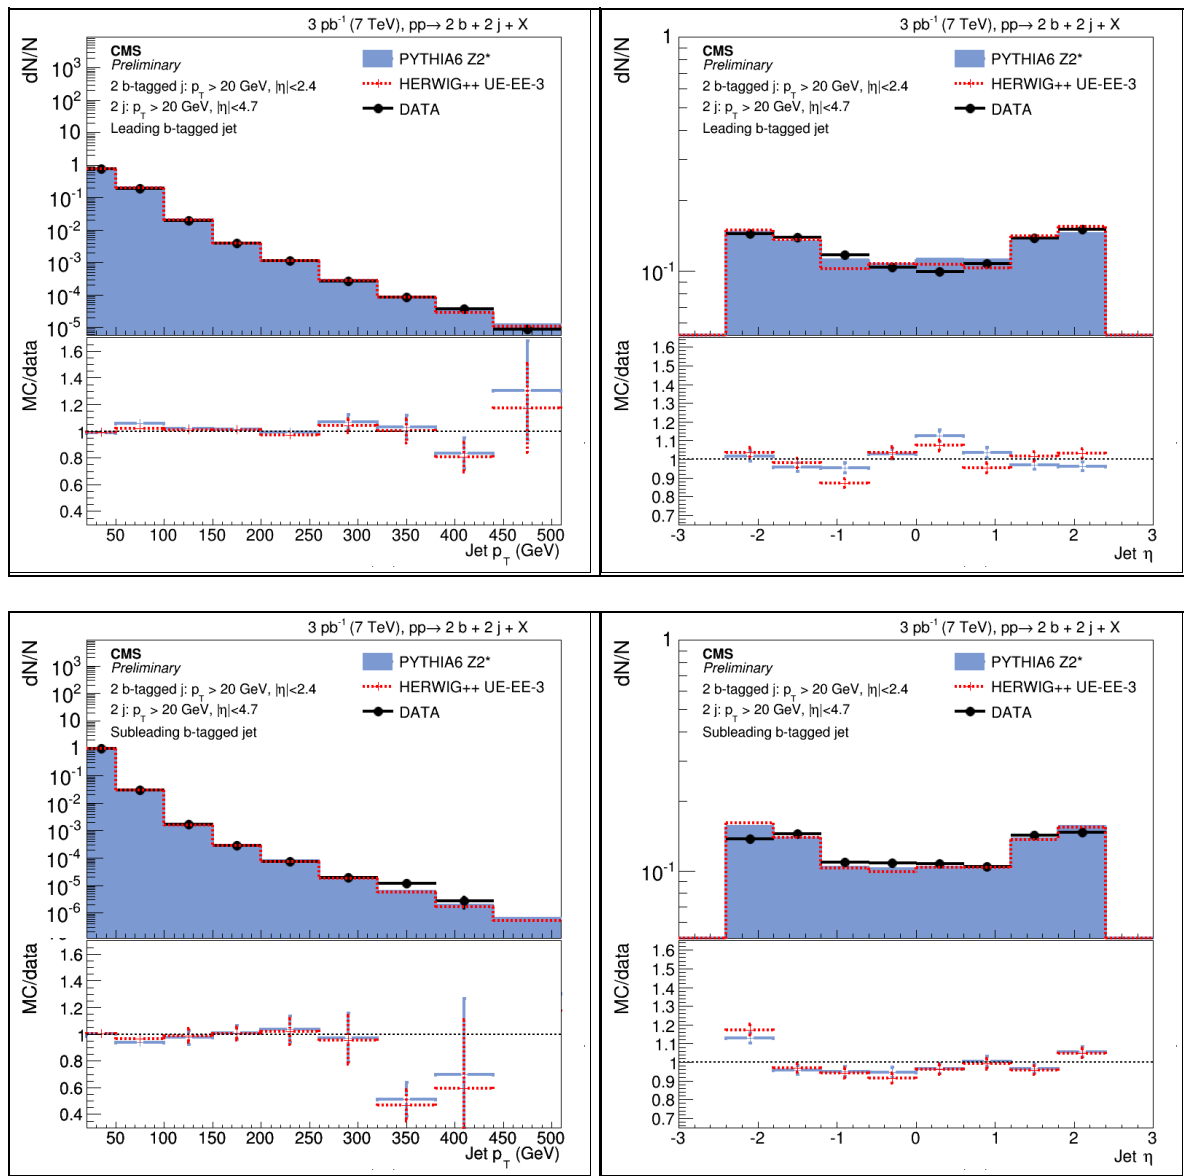 3 pb⁻¹ (7 TeV), pp→ 2 b + 2 j + X
dN/N
CMS
Preliminary
2 b-tagged j: p_T > 20 GeV, |η|<2.4
2 j: p_T > 20 GeV, |η|<4.7
Leading b-tagged jet
PYTHIA6 Z2*
HERWIG++ UE-EE-3
DATA
10³
10²
10
1
10⁻¹
10⁻²
10⁻³
10⁻⁴
10⁻⁵
MC/data
1.6
1.4
1.2
1
0.8
0.6
0.4
50 100 150 200 250 300 350 400 450 500
Jet p_T (GeV)
3 pb⁻¹ (7 TeV), pp→ 2 b + 2 j + X
dN/N
CMS
Preliminary
2 b-tagged j: p_T > 20 GeV, |η|<2.4
2 j: p_T > 20 GeV, |η|<4.7
Leading b-tagged jet
PYTHIA6 Z2*
HERWIG++ UE-EE-3
DATA
1
10⁻¹
MC/data
1.6
1.5
1.4
1.3
1.2
1.1
1
0.9
0.8
0.7
-3 -2 -1 0 1 2 3
Jet η
3 pb⁻¹ (7 TeV), pp→ 2 b + 2 j + X
dN/N
CMS
Preliminary
2 b-tagged j: p_T > 20 GeV, |η|<2.4
2 j: p_T > 20 GeV, |η|<4.7
Subleading b-tagged jet
PYTHIA6 Z2*
HERWIG++ UE-EE-3
DATA
10³
10²
10
1
10⁻¹
10⁻²
10⁻³
10⁻⁴
10⁻⁵
10⁻⁶
MC/data
1.6
1.4
1.2
1
0.8
0.6
0.4
50 100 150 200 250 300 350 400 450 500
Jet p_T (GeV)
3 pb⁻¹ (7 TeV), pp→ 2 b + 2 j + X
dN/N
CMS
Preliminary
2 b-tagged j: p_T > 20 GeV, |η|<2.4
2 j: p_T > 20 GeV, |η|<4.7
Subleading b-tagged jet
PYTHIA6 Z2*
HERWIG++ UE-EE-3
DATA
1
10⁻¹
MC/data
1.6
1.5
1.4
1.3
1.2
1.1
1
0.9
0.8
0.7
-3 -2 -1 0 1 2 3
Jet η